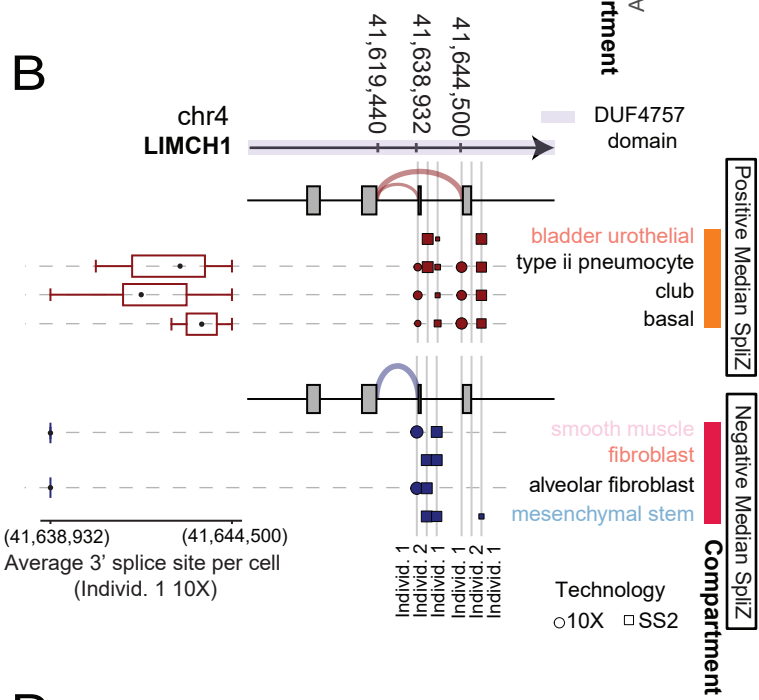 rtment
A
B
41,619,440
41,638,932
41,644,500
chr4
LIMCH1
DUF4757
domain
Positive Median SpliZ
bladder urothelial
type ii pneumocyte
club
basal
Negative Median SpliZ
smooth muscle
fibroblast
alveolar fibroblast
mesenchymal stem
(41,638,932)
(41,644,500)
Average 3’ splice site per cell
(Individ. 1 10X)
Individ. 1
Individ. 2
Individ. 1
Individ. 1
Individ. 2
Individ. 1
Technology
10X
SS2
Compartment